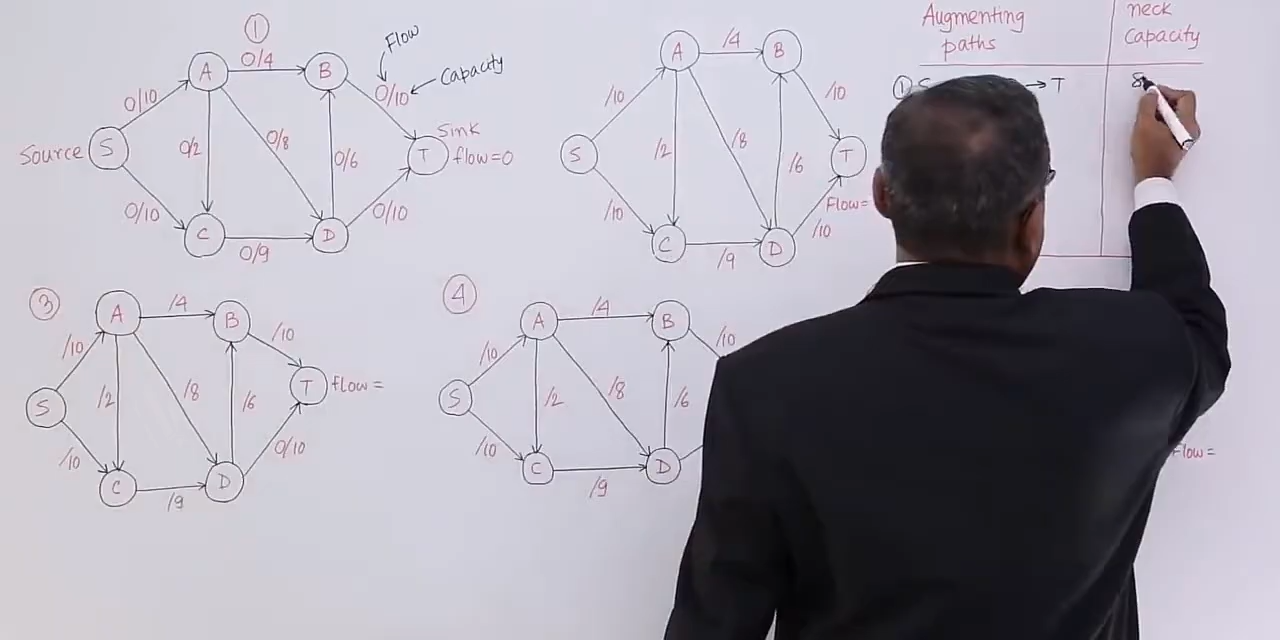 ①
Flow
Capacity
0/4
A
B
0/10
0/10
S
Source
0/2
0/8
0/6
T
Sink
flow=0
0/10
0/10
C
D
0/9
A
/4
B
/10
/10
S
/2
/8
/6
T
Flow=
/10
/10
C
D
/9
Augmenting
paths
neck
Capacity
① S → T
8
③
A
/4
B
/10
/10
S
/2
/8
/6
T
flow =
/10
0/10
C
D
/9
④
A
/4
B
/10
/10
S
/2
/8
/6
/10
C
D
/9
Flow=